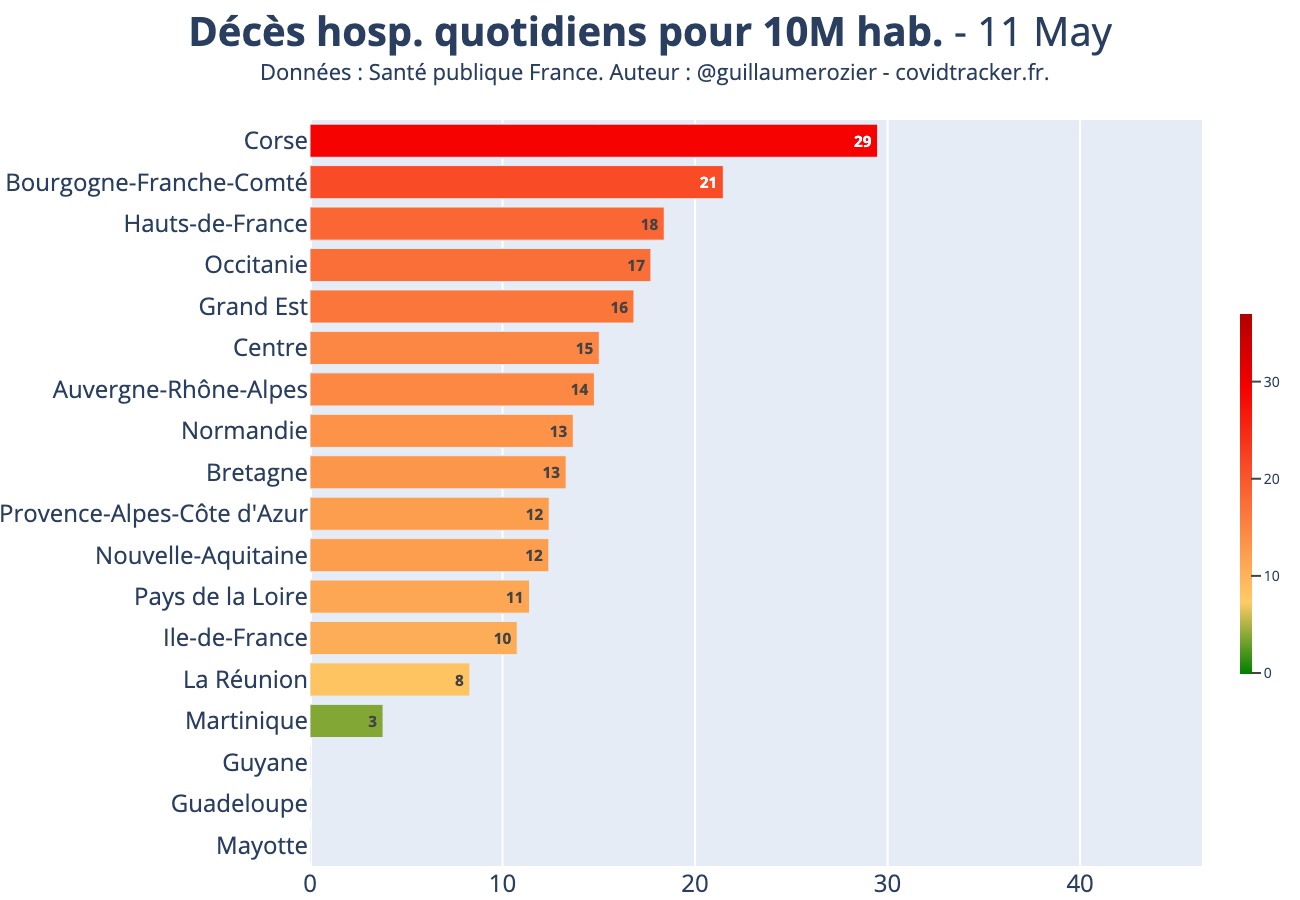 Décès hosp. quotidiens pour 10M hab. - 11 May
Données : Santé publique France. Auteur : @guillaumerozier - covidtracker.fr.
Corse 29
Bourgogne-Franche-Comté 21
Hauts-de-France 18
Occitanie 17
Grand Est 16
Centre 15
Auvergne-Rhône-Alpes 14
Normandie 13
Bretagne 13
Provence-Alpes-Côte d'Azur 12
Nouvelle-Aquitaine 12
Pays de la Loire 11
Ile-de-France 10
La Réunion 8
Martinique 3
Guyane
Guadeloupe
Mayotte
0 10 20 30 40
30
20
10
0